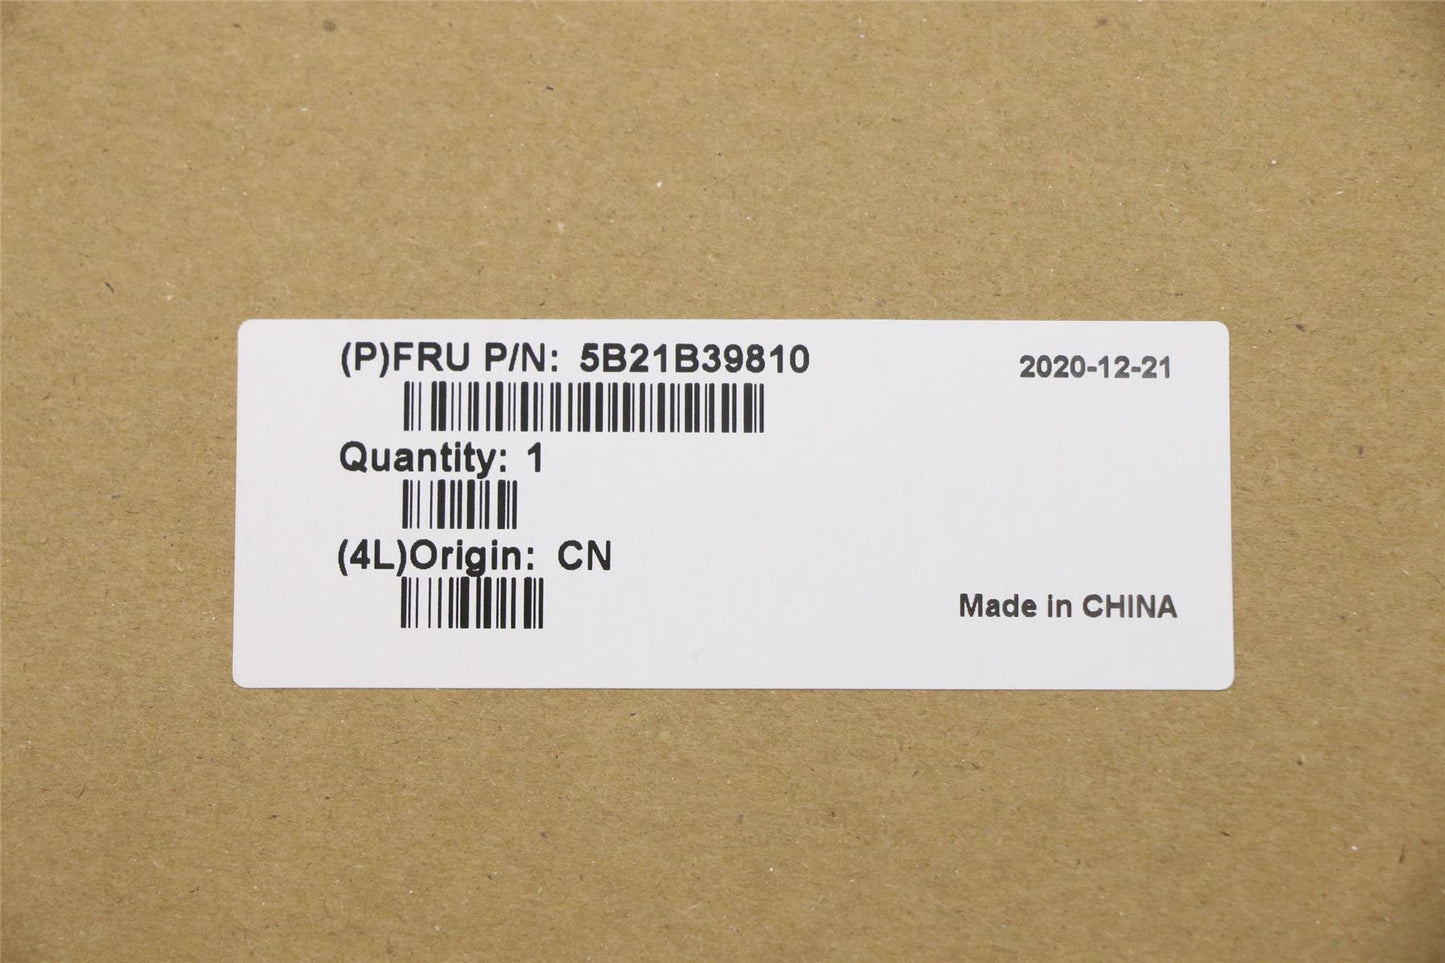 (P)FRU P/N: 5B21B39810
2020-12-21
Quantity: 1
(4L)Origin: CN
Made in CHINA